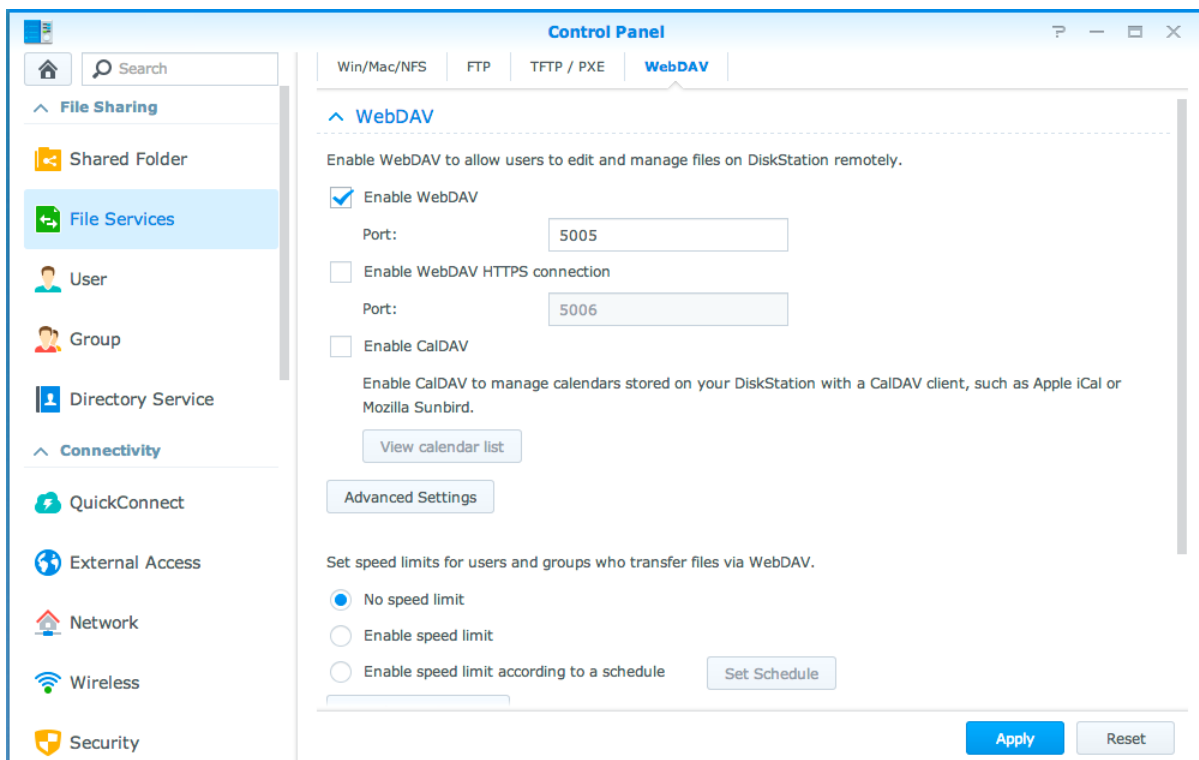 Control Panel
Search
File Sharing
Shared Folder
File Services
User
Group
Directory Service
Connectivity
QuickConnect
External Access
Network
Wireless
Security
Win/Mac/NFS
FTP
TFTP / PXE
WebDAV
WebDAV
Enable WebDAV to allow users to edit and manage files on DiskStation remotely.
Enable WebDAV
Port: 5005
Enable WebDAV HTTPS connection
Port: 5006
Enable CalDAV
Enable CalDAV to manage calendars stored on your DiskStation with a CalDAV client, such as Apple iCal or
Mozilla Sunbird.
View calendar list
Advanced Settings
Set speed limits for users and groups who transfer files via WebDAV.
No speed limit
Enable speed limit
Enable speed limit according to a schedule
Set Schedule
Apply
Reset